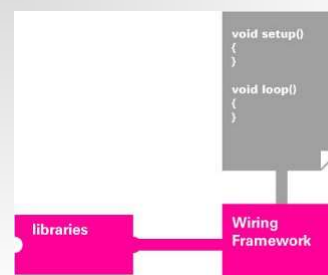 void setup()
{
}
void loop()
{
}
libraries
Wiring
Framework